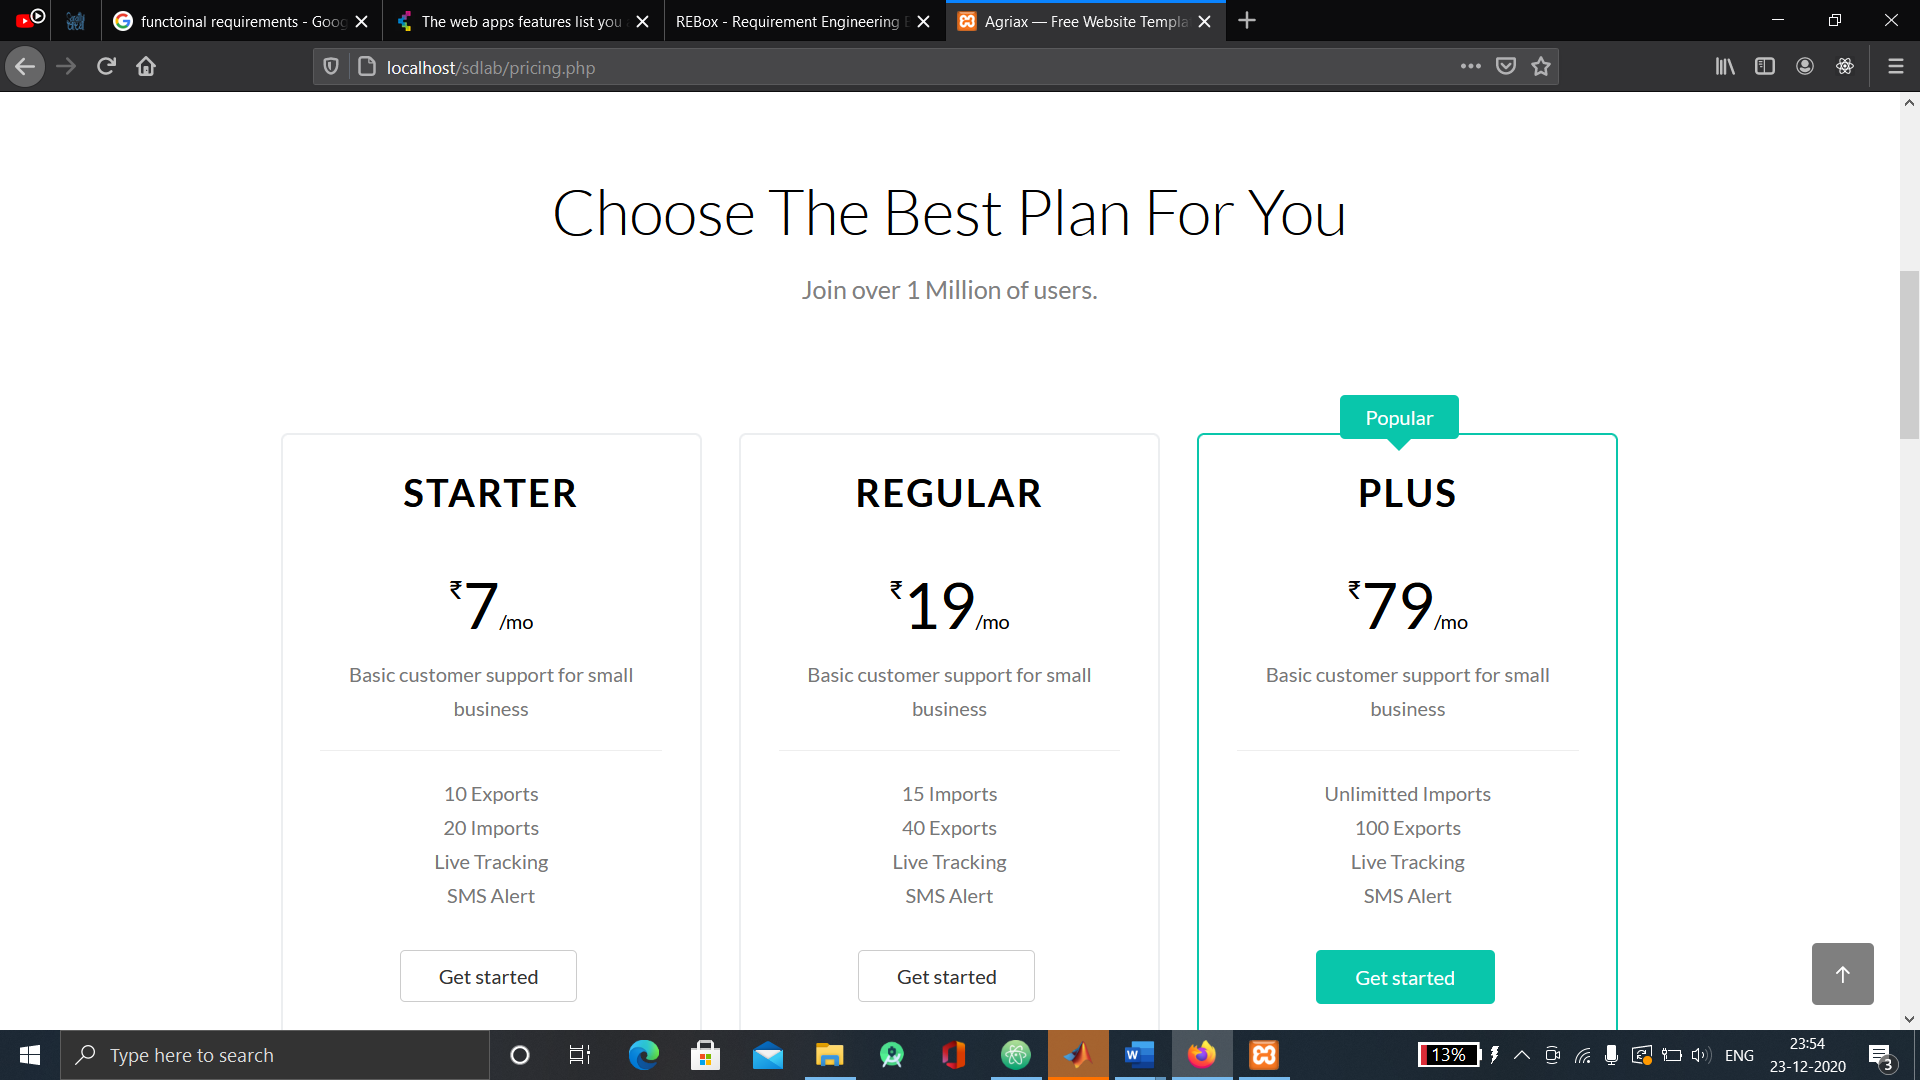 functoinal requirements - Goog
The web apps features list you
REBox - Requirement Engineering
Agriax — Free Website Templa
localhost/sdlab/pricing.php
Choose The Best Plan For You
Join over 1 Million of users.
Popular
STARTER
₹7/mo
Basic customer support for small
business
10 Exports
20 Imports
Live Tracking
SMS Alert
Get started
REGULAR
₹19/mo
Basic customer support for small
business
15 Imports
40 Exports
Live Tracking
SMS Alert
Get started
PLUS
₹79/mo
Basic customer support for small
business
Unlimitted Imports
100 Exports
Live Tracking
SMS Alert
Get started
Type here to search
13%
ENG
23:54
23-12-2020
3